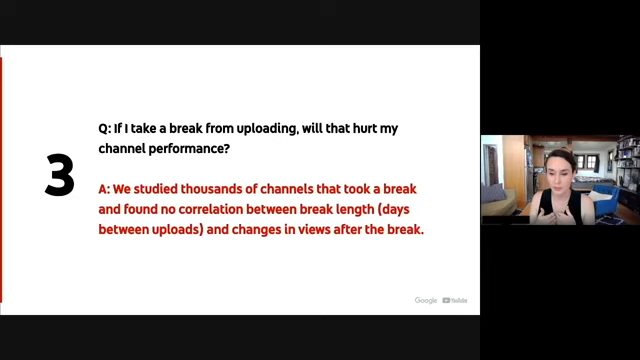 3
Q: If I take a break from uploading, will that hurt my
channel performance?
A: We studied thousands of channels that took a break
and found no correlation between break length (days
between uploads) and changes in views after the break.
Google YouTube